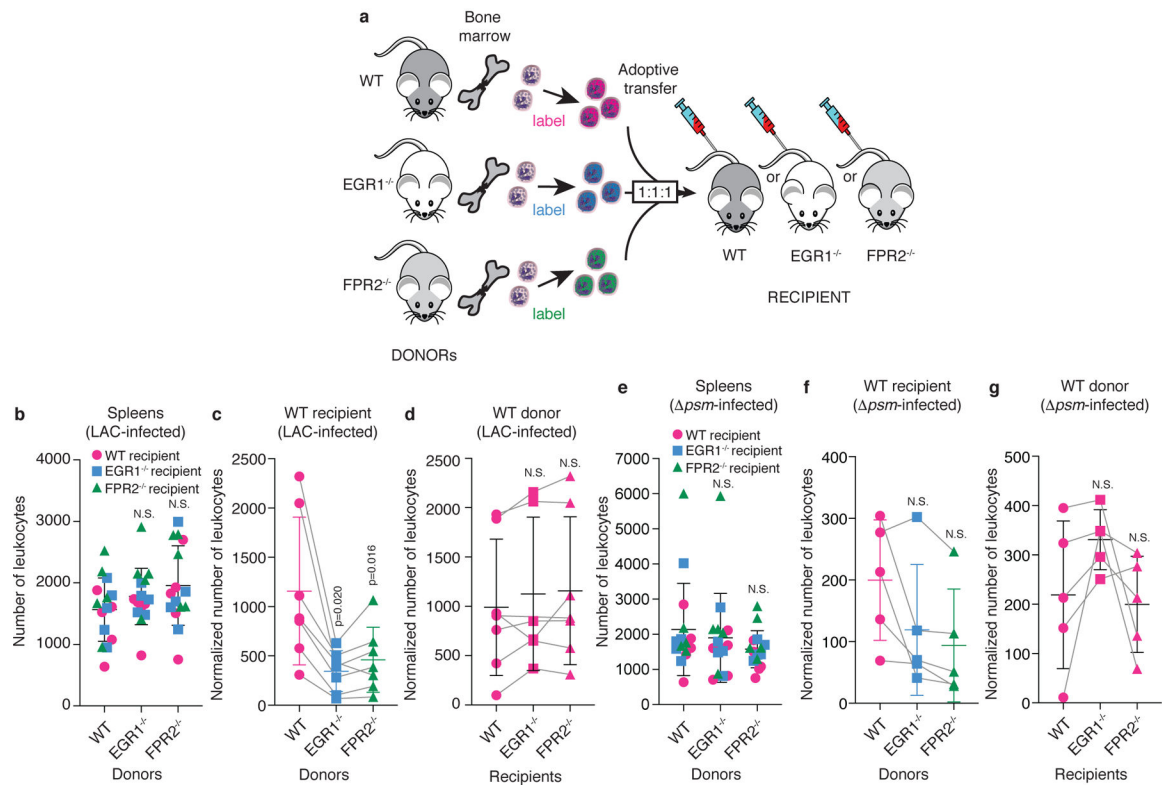 a
Bone
marrow
WT
label
Adoptive
transfer
EGR1-/-
label
1:1:1
or
or
WT
EGR1-/-
FPR2-/-
FPR2-/-
label
RECIPIENT
DONORs
b
Spleens
(LAC-infected)
WT recipient
EGR1-/- recipient
FPR2-/- recipient
N.S.
N.S.
Number of leukocytes
4000
3000
2000
1000
0
WT
EGR1-/-
FPR2-/-
Donors
c
WT recipient
(LAC-infected)
Normalized number of leukocytes
2500
2000
1500
1000
500
0
p=0.020
p=0.016
WT
EGR1-/-
FPR2-/-
Donors
d
WT donor
(LAC-infected)
Normalized number of leukocytes
2500
2000
1500
1000
500
0
N.S.
N.S.
WT
EGR1-/-
FPR2-/-
Recipients
e
Spleens
(Δpsm-infected)
WT recipient
EGR1-/- recipient
FPR2-/- recipient
Number of leukocytes
7000
6000
5000
4000
3000
2000
1000
0
N.S.
N.S.
WT
EGR1-/-
FPR2-/-
Donors
f
WT recipient
(Δpsm-infected)
Normalized number of leukocytes
400
300
200
100
0
N.S.
N.S.
WT
EGR1-/-
FPR2-/-
Donors
g
WT donor
(Δpsm-infected)
Normalized number of leukocytes
500
400
300
200
100
0
N.S.
N.S.
WT
EGR1-/-
FPR2-/-
Recipients